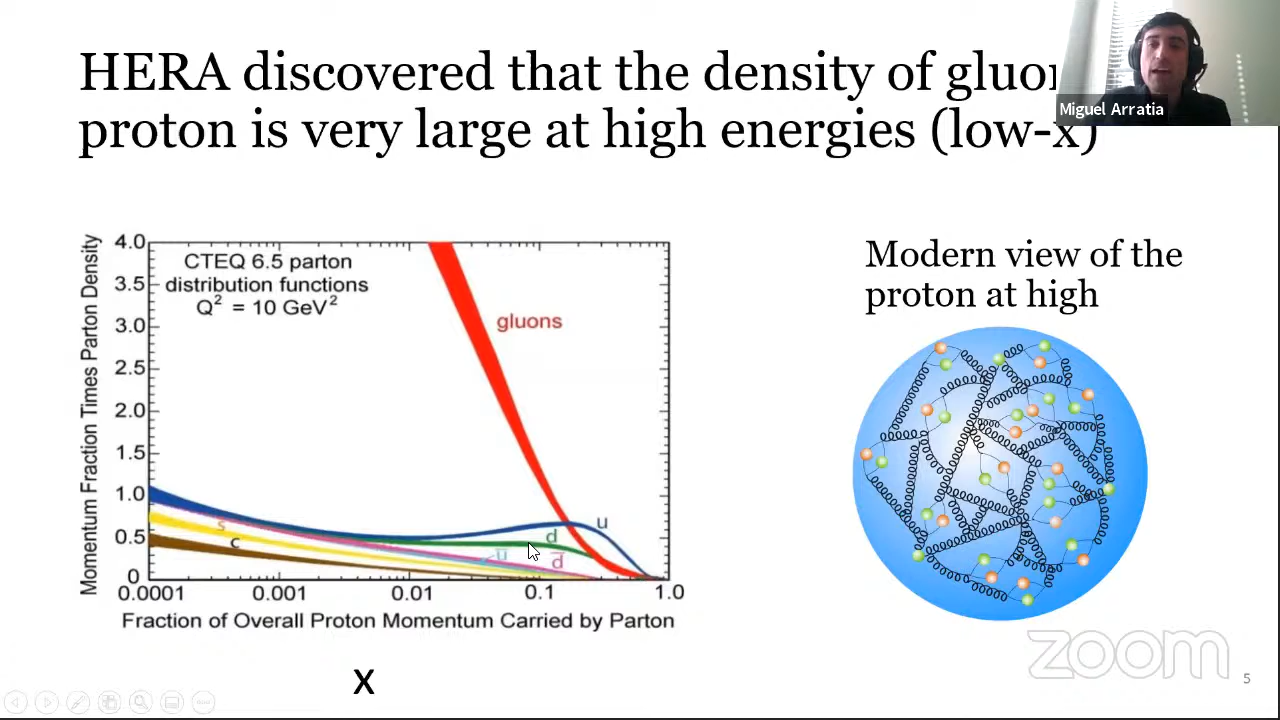 HERA discovered that the density of gluon
proton is very large at high energies (low-x)
Miguel Arratia
Momentum Fraction Times Parton Density
4.0
3.5
3.0
2.5
2.0
1.5
1.0
0.5
0
CTEQ 6.5 parton
distribution functions
Q² = 10 GeV²
gluons
u
d
s
c
ū
d̄
0.0001
0.001
0.01
0.1
1.0
Fraction of Overall Proton Momentum Carried by Parton
x
Modern view of the
proton at high
zoom
5